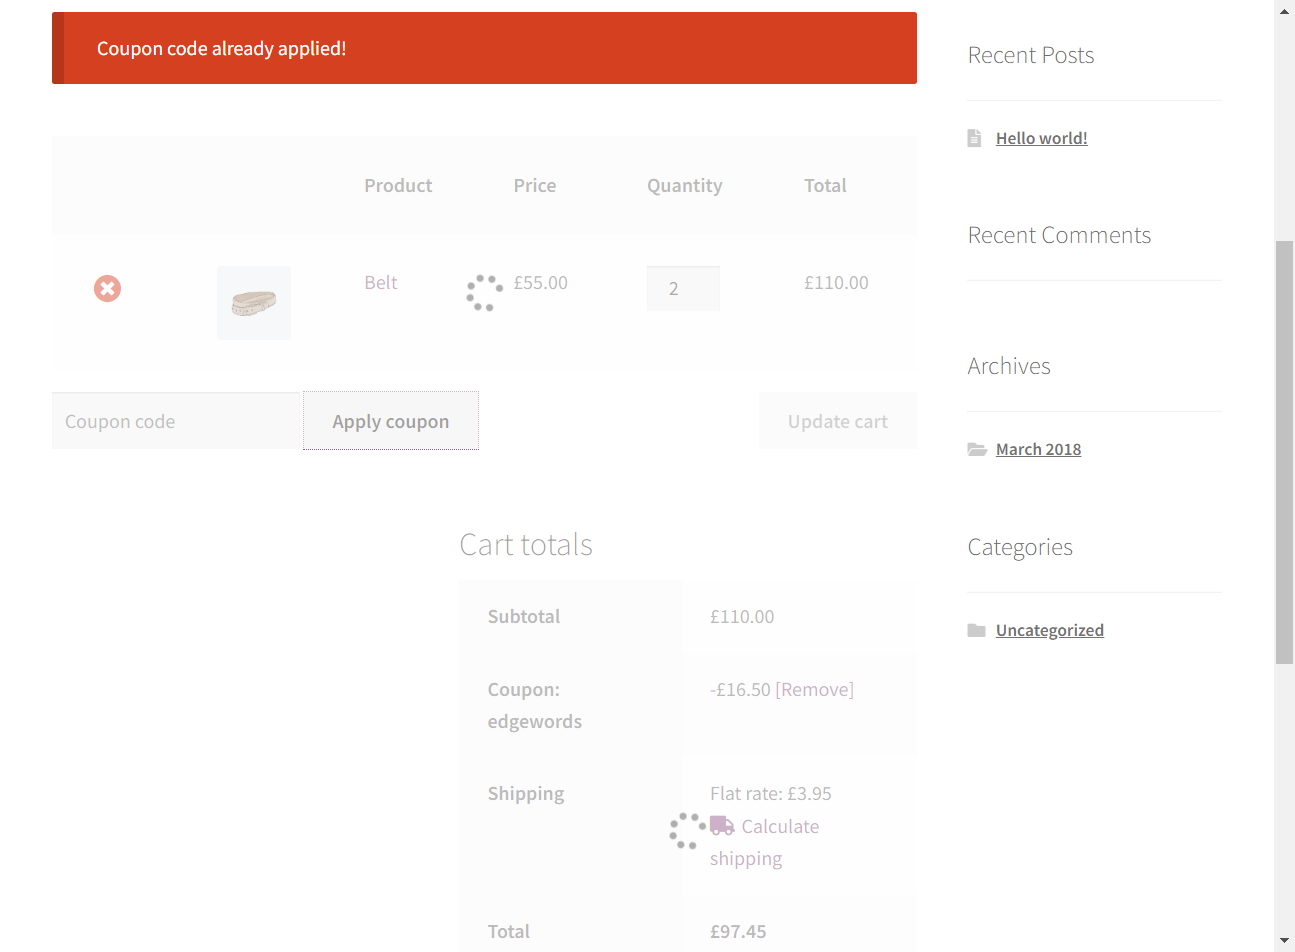 Coupon code already applied!
Product Price Quantity Total
Belt £55.00 2 £110.00
Coupon code Apply coupon Update cart
Cart totals
Subtotal £110.00
Coupon: -£16.50 [Remove]
edgewords
Shipping Flat rate: £3.95
Calculate
shipping
Total £97.45
Recent Posts
Hello world!
Recent Comments
Archives
March 2018
Categories
Uncategorized